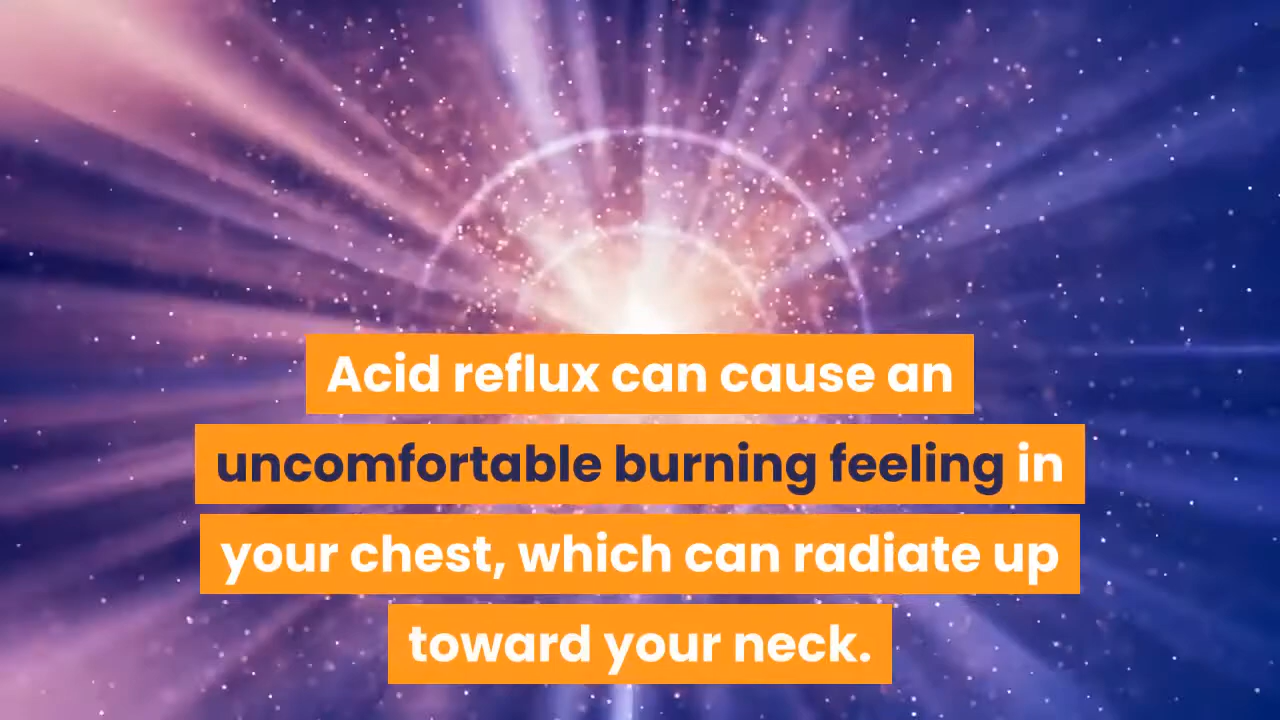 Acid reflux can cause an
uncomfortable burning feeling in
your chest, which can radiate up
toward your neck.